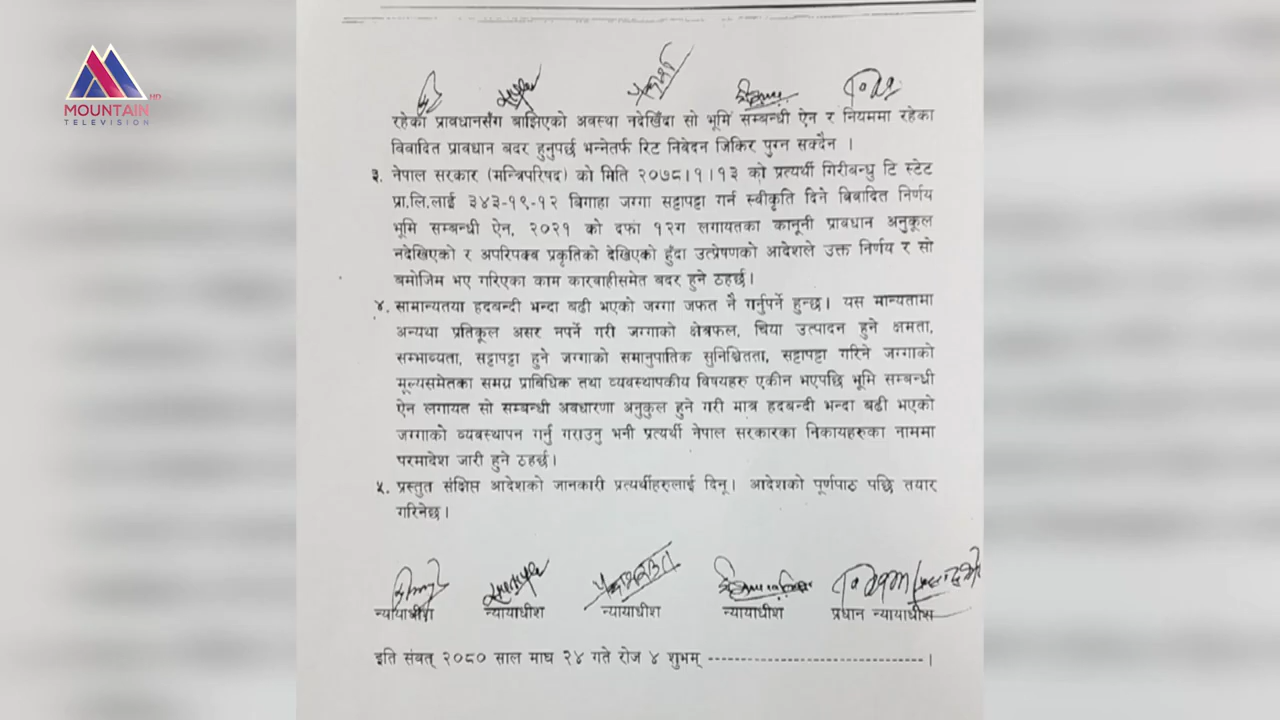 MOUNTAIN HD
TELEVISION
रहेका प्रावधानसँग बाझिएको अवस्था नदेखिँदा सो भूमि सम्बन्धी ऐन र नियममा रहेका
विवादित प्रावधान बदर हुनुपर्छ भन्नेतर्फ रिट निबेदन जिकिर पुग्न सक्दैन ।
३. नेपाल सरकार (मन्त्रिपरिषद) को मिति २०७८।१।१३ को प्रत्यर्थी गिरीबन्धु टि स्टेट
प्रा.लि.लाई ३४३-१९-१२ बिगाहा जग्गा सट्टापट्टा गर्न स्वीकृति दिने विबादित निर्णय
भूमि सम्बन्धी ऐन, २०२१ को दफा १२ग लगायतका कानूनी प्रावधान अनुकूल
नदेखिएको र अपरिपक्ब प्रकृतिको देखिएको हुँदा उत्प्रेषणको आदेशले उक्त निर्णय र सो
बमोजिम भए गरिएका काम कारबाहीसमेत बदर हुने ठहर्छ।
४. सामान्यतया हदबन्दी भन्दा बढी भएको जग्गा जफत नै गर्नुपर्ने हुन्छ। यस मान्यतामा
अन्यथा प्रतिकूल असर नपर्ने गरी जग्गाको क्षेत्रफल, चिया उत्पादन हुने क्षमता,
सम्भाव्यता, सट्टापट्टा हुने जग्गाको समानुपातिक सुनिश्चितता, सट्टापट्टा गरिने जग्गाको
मूल्यसमेतका समग्र प्राबिधिक तथा व्यवस्थापकीय विषयहरु एकीन भएपछि भूमि सम्बन्धी
ऐन लगायत सो सम्बन्धी अवधारणा अनुकुल हुने गरी मात्र हदबन्दी भन्दा बढी भएको
जग्गाको व्यबस्थापन गर्नु गराउनु भनी प्रत्यर्थी नेपाल सरकारका निकायहरुका नाममा
परमादेश जारी हुने ठहर्छ।
५. प्रस्तुत संक्षिप्त आदेशको जानकारी प्रत्यर्थीहरुलाई दिनू। आदेशको पूर्णपाठ पछि तयार
गरिनेछ।
न्यायाधीश न्यायाधीश न्यायाधीश न्यायाधीश प्रधान न्यायाधीश
इति संबत् २०८० साल माघ २४ गते रोज ४ शुभम् -----------------------------------।